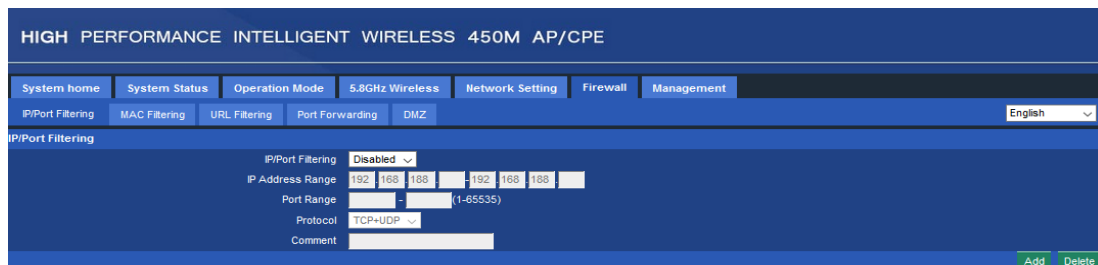 HIGH PERFORMANCE INTELLIGENT WIRELESS 450M AP/CPE
System home System Status Operation Mode 5.8GHz Wireless Network Setting Firewall Management
IP/Port Filtering MAC Filtering URL Filtering Port Forwarding DMZ English
IP/Port Filtering
IP/Port Filtering Disabled
IP Address Range 192 . 168 . 188 . - 192 . 168 . 188 .
Port Range - (1-65535)
Protocol TCP+UDP
Comment
Add Delete